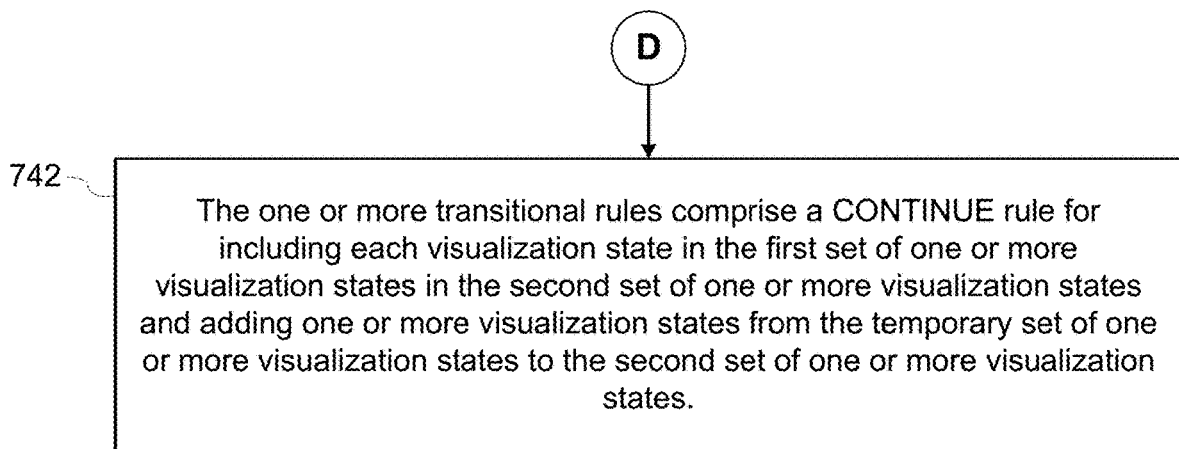 D
742
The one or more transitional rules comprise a CONTINUE rule for
including each visualization state in the first set of one or more
visualization states in the second set of one or more visualization states
and adding one or more visualization states from the temporary set of one
or more visualization states to the second set of one or more visualization
states.